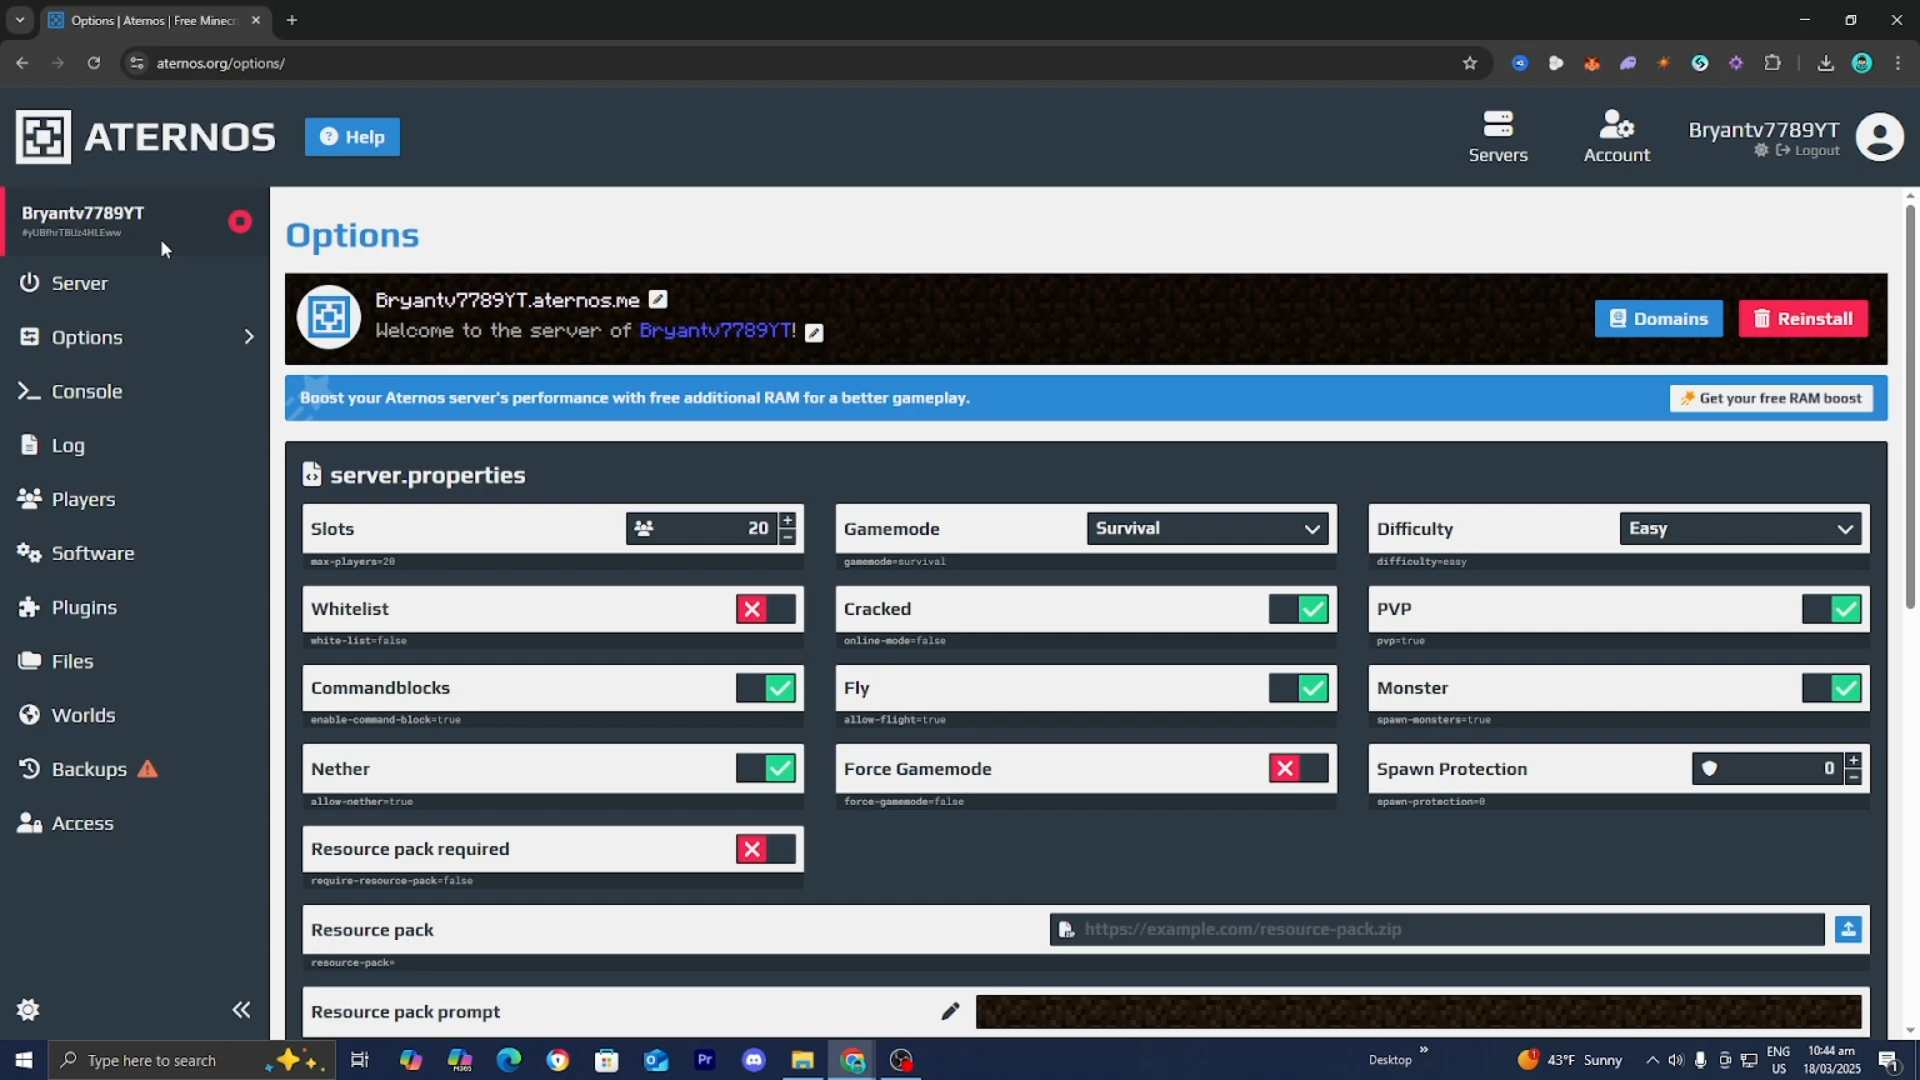 Options | Aternos | Free Minecr
aternos.org/options/
ATERNOS
Help
Servers
Account
Bryantv7789YT
Logout
Bryantv7789YT
#yUBfhrTBUz4HLEww
Server
Options
Console
Log
Players
Software
Plugins
Files
Worlds
Backups
Access
Options
Bryantv7789YT.aternos.me
Welcome to the server of Bryantv7789YT!
Domains
Reinstall
Boost your Aternos server's performance with free additional RAM for a better gameplay.
Get your free RAM boost
server.properties
Slots 20
max-players=20
Gamemode Survival
gamemode=survival
Difficulty Easy
difficulty=easy
Whitelist
white-list=false
Cracked
online-mode=false
PVP
pvp=true
Commandblocks
enable-command-block=true
Fly
allow-flight=true
Monster
spawn-monsters=true
Nether
allow-nether=true
Force Gamemode
force-gamemode=false
Spawn Protection 0
spawn-protection=0
Resource pack required
require-resource-pack=false
Resource pack https://example.com/resource-pack.zip
resource-pack=
Resource pack prompt
Type here to search
M365
Pr
Desktop
43°F Sunny
ENG
US
10:44 am
18/03/2025